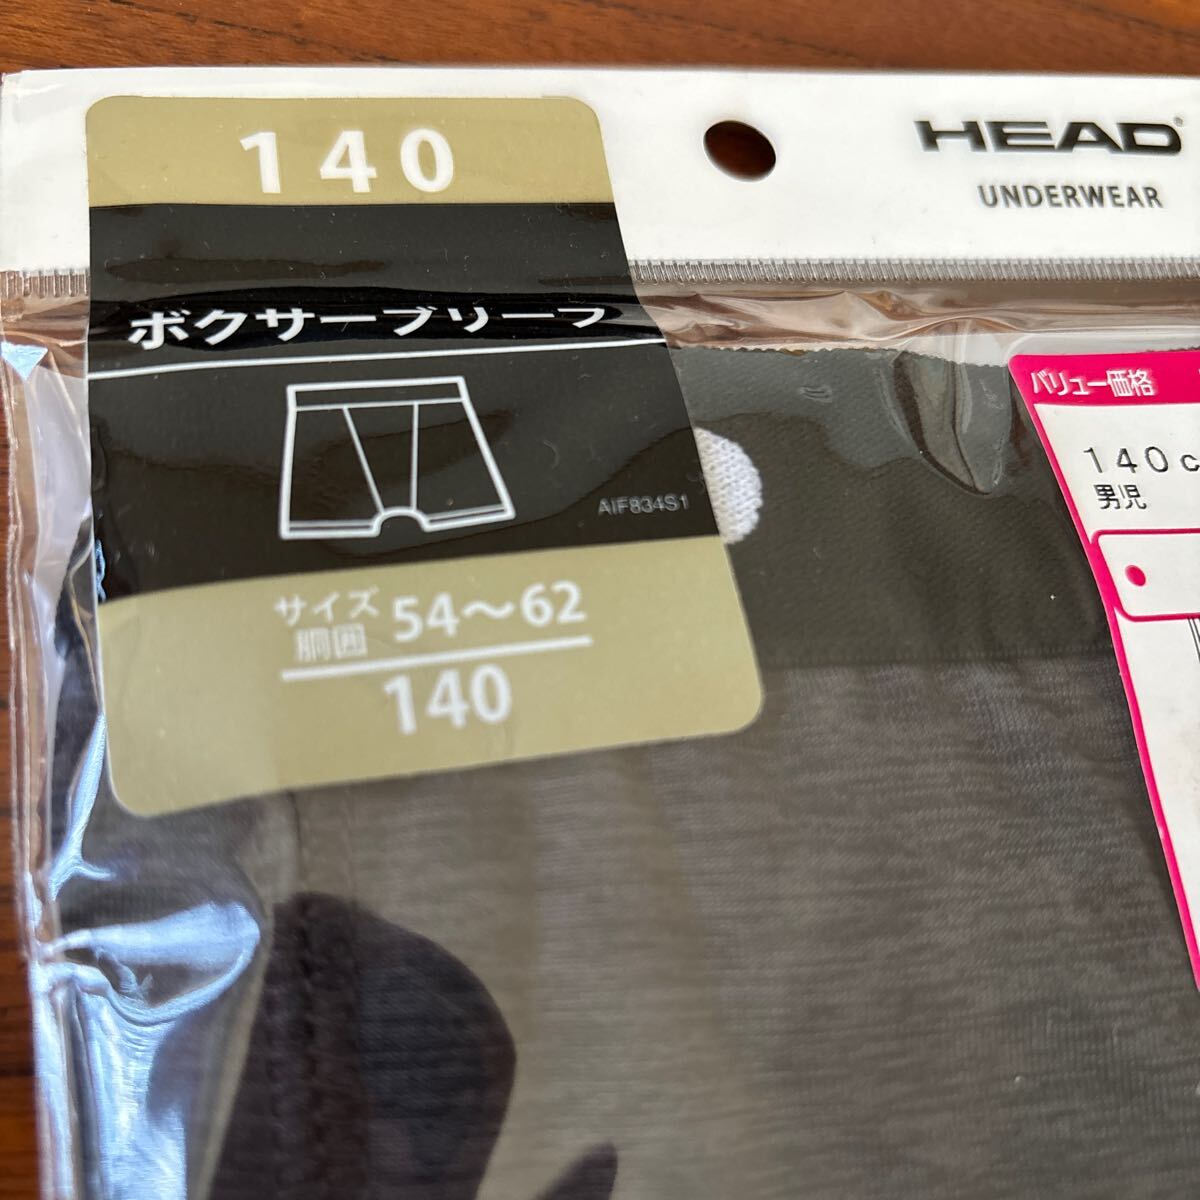 140
HEAD
UNDERWEAR
ボクサーブリーフ
AIF834S1
サイズ
胴囲 54～62
140
バリュー価格
140c
男児